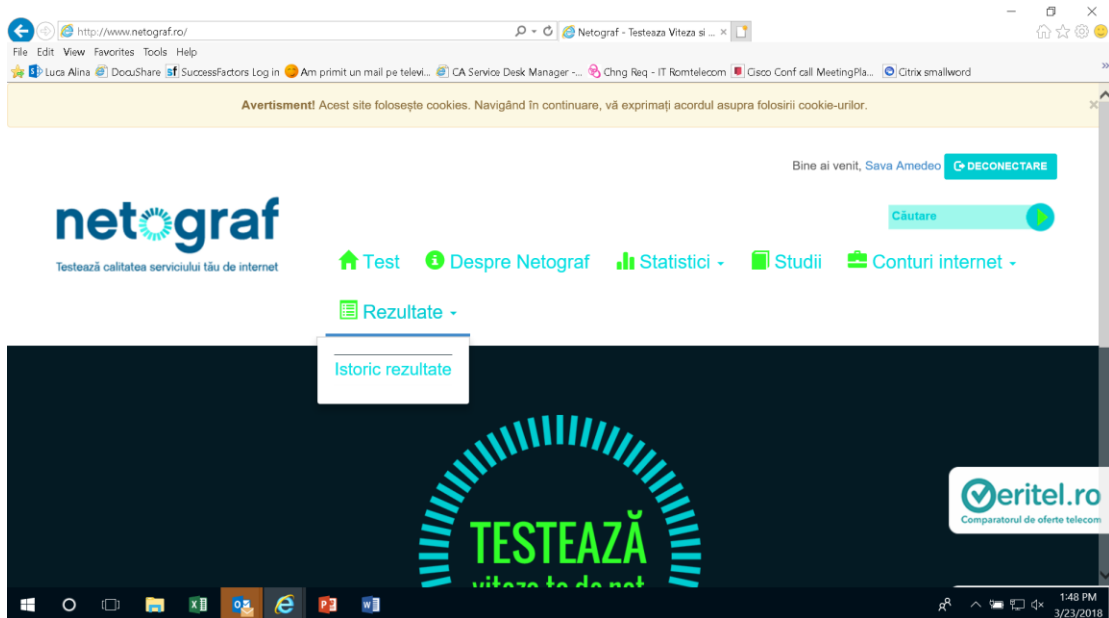 http://www.netograf.ro/
Netograf - Testeaza Viteza si ...
File Edit View Favorites Tools Help
Luca Alina DocuShare SuccessFactors Log in Am primit un mail pe televi... CA Service Desk Manager -... Chng Req - IT Romtelecom Cisco Conf call MeetingPla... Citrix smallword
Avertisment! Acest site folosește cookies. Navigând în continuare, vă exprimați acordul asupra folosirii cookie-urilor.
Bine ai venit, Sava Amedeo DECONECTARE
netograf
Căutare
Testează calitatea serviciului tău de internet
Test Despre Netograf Statistici Studii Conturi internet
Rezultate
Istoric rezultate
TESTEAZĂ
viteza ta de net
Veritel.ro
Comparatorul de oferte telecom
1:48 PM
3/23/2018